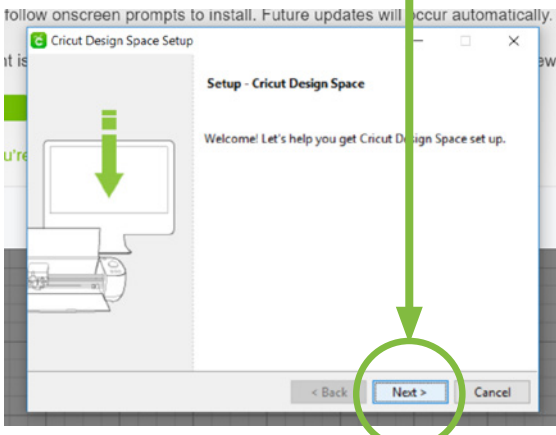 follow onscreen prompts to install. Future updates will occur automatically.
Cricut Design Space Setup
Setup - Cricut Design Space
Welcome! Let's help you get Cricut Design Space set up.
< Back
Next >
Cancel